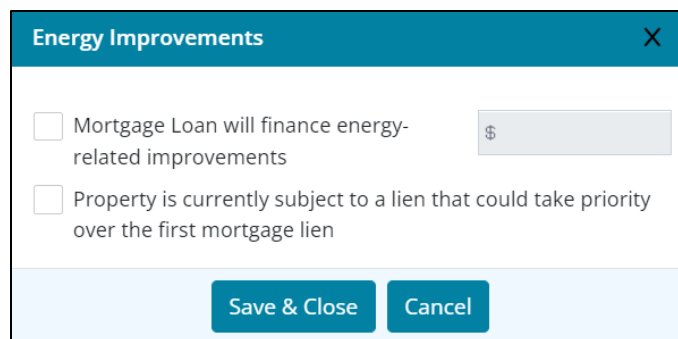 Energy Improvements X
Mortgage Loan will finance energy-
$
related improvements
Property is currently subject to a lien that could take priority
over the first mortgage lien
Save & Close Cancel